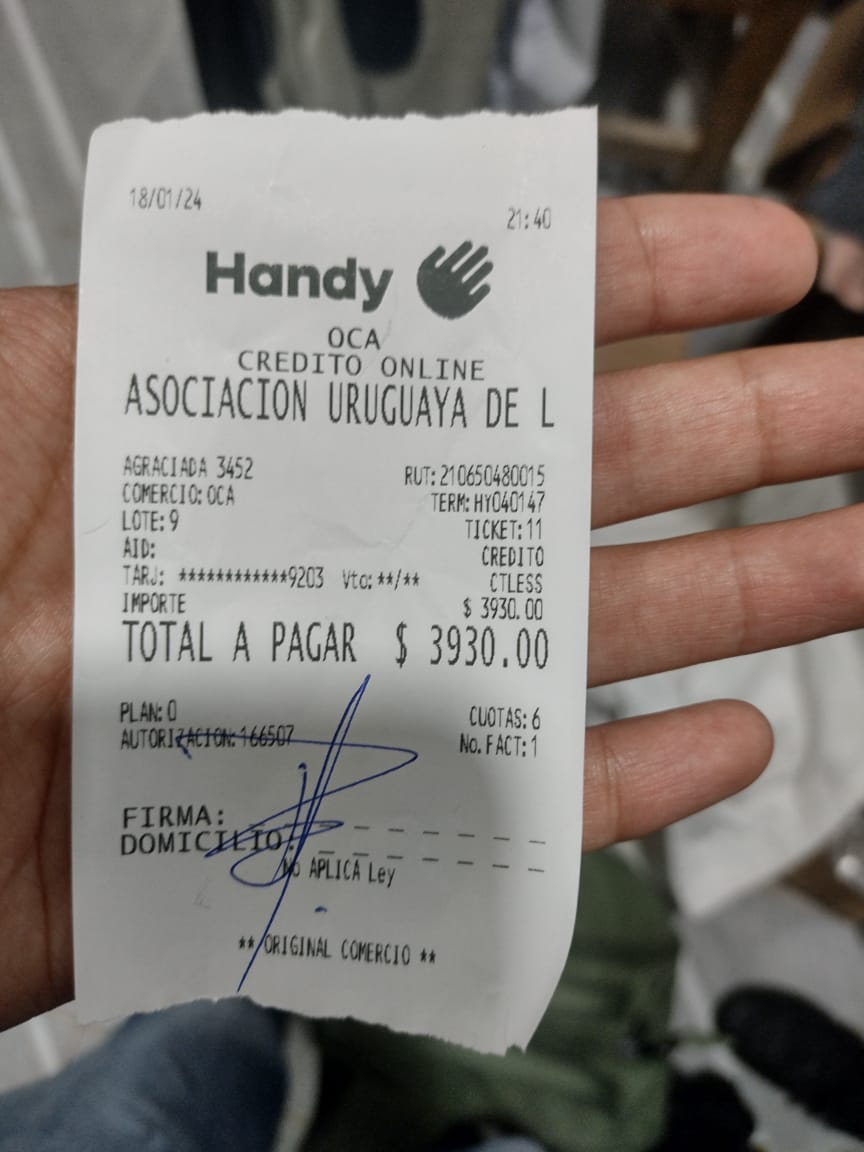 18/01/24
21:40
Handy
OCA
CREDITO ONLINE
ASOCIACION URUGUAYA DE L
AGRACIADA 3452 RUT: 210650480015
COMERCIO: OCA TERM: HY040147
LOTE: 9 TICKET: 11
AID: CREDITO
TARJ: ************9203 Vto: **/** CTLESS
IMPORTE $ 3930.00
TOTAL A PAGAR $ 3930.00
PLAN: 0 CUOTAS: 6
AUTORIZACION: 166507 No. FACT: 1
FIRMA:
DOMICILIO:
No APLICA Ley
** ORIGINAL COMERCIO **